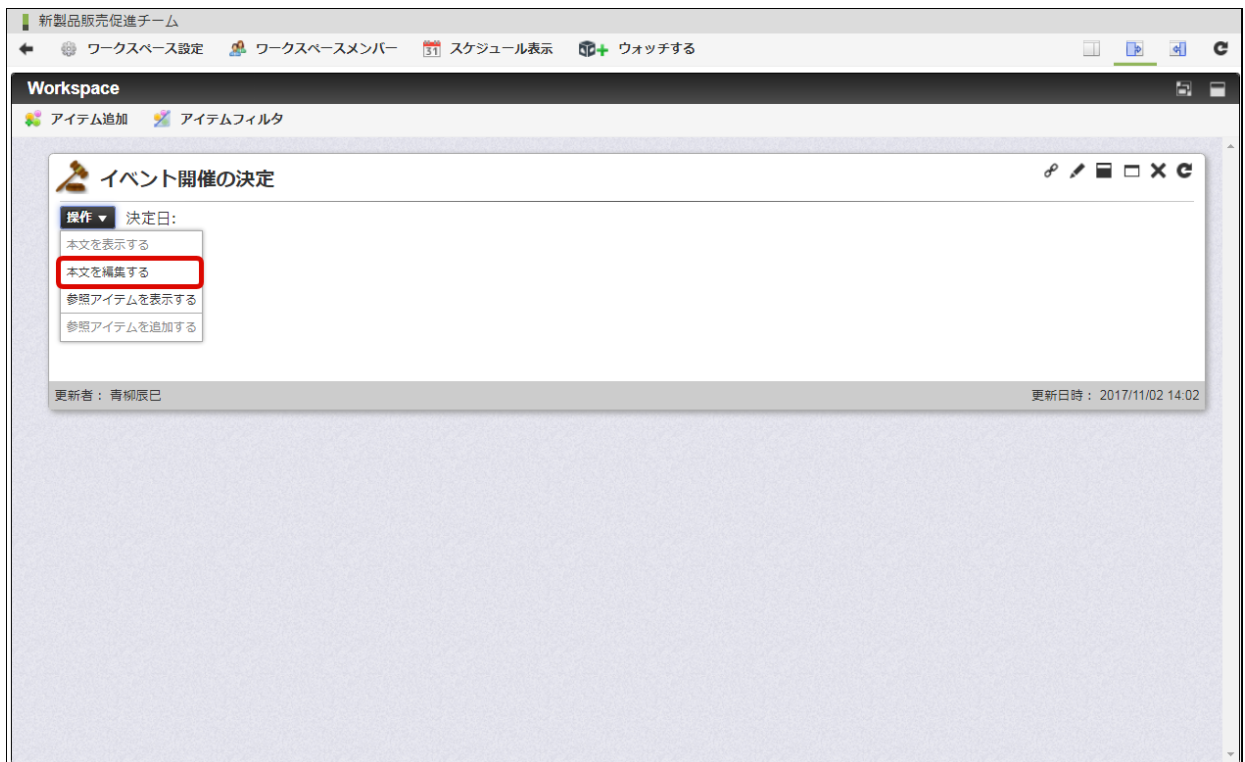 新製品販売促進チーム
ワークスペース設定 ワークスペースメンバー 31 スケジュール表示 ウォッチする
Workspace
アイテム追加 アイテムフィルタ
イベント開催の決定
操作 ▼ 決定日:
本文を表示する
本文を編集する
参照アイテムを表示する
参照アイテムを追加する
更新者： 青柳辰巳 更新日時： 2017/11/02 14:02